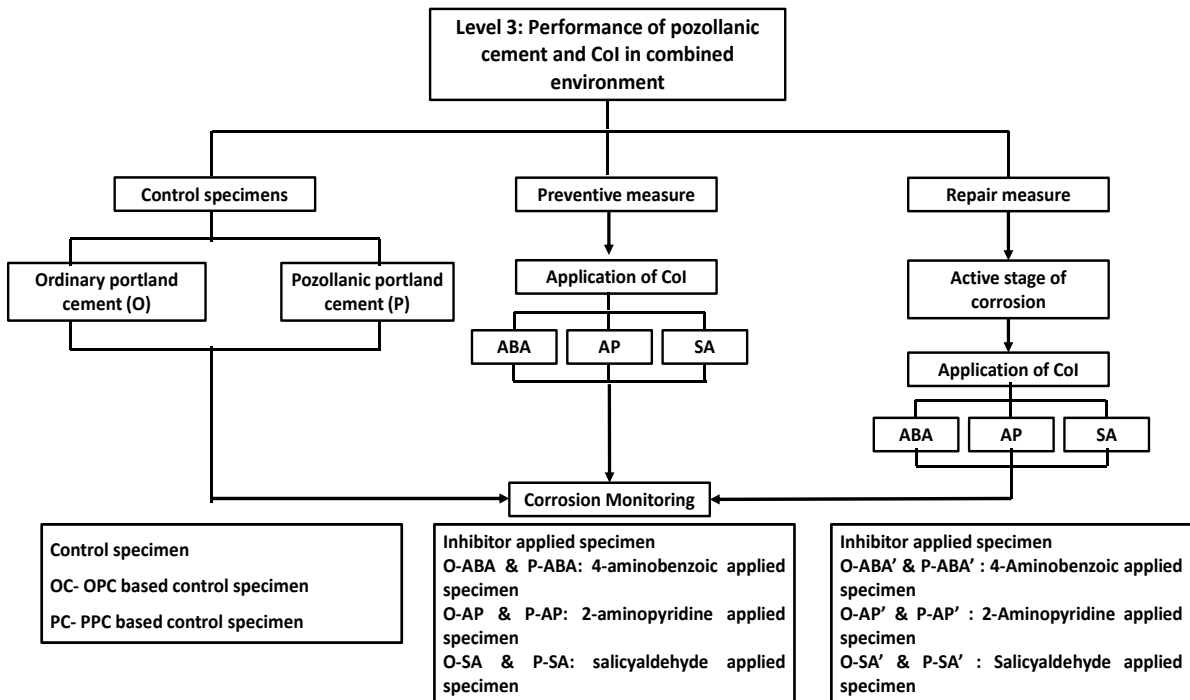 Level 3: Performance of pozollanic
cement and CoI in combined
environment
Control specimens
Preventive measure
Repair measure
Ordinary portland
cement (O)
Pozollanic portland
cement (P)
Application of CoI
Active stage of
corrosion
ABA
AP
SA
Application of CoI
ABA
AP
SA
Corrosion Monitoring
Control specimen
OC- OPC based control specimen
PC- PPC based control specimen
Inhibitor applied specimen
O-ABA & P-ABA: 4-aminobenzoic applied
specimen
O-AP & P-AP: 2-aminopyridine applied
specimen
O-SA & P-SA: salicyaldehyde applied
specimen
Inhibitor applied specimen
O-ABA’ & P-ABA’ : 4-Aminobenzoic applied
specimen
O-AP’ & P-AP’ : 2-Aminopyridine applied
specimen
O-SA’ & P-SA’ : Salicyaldehyde applied
specimen